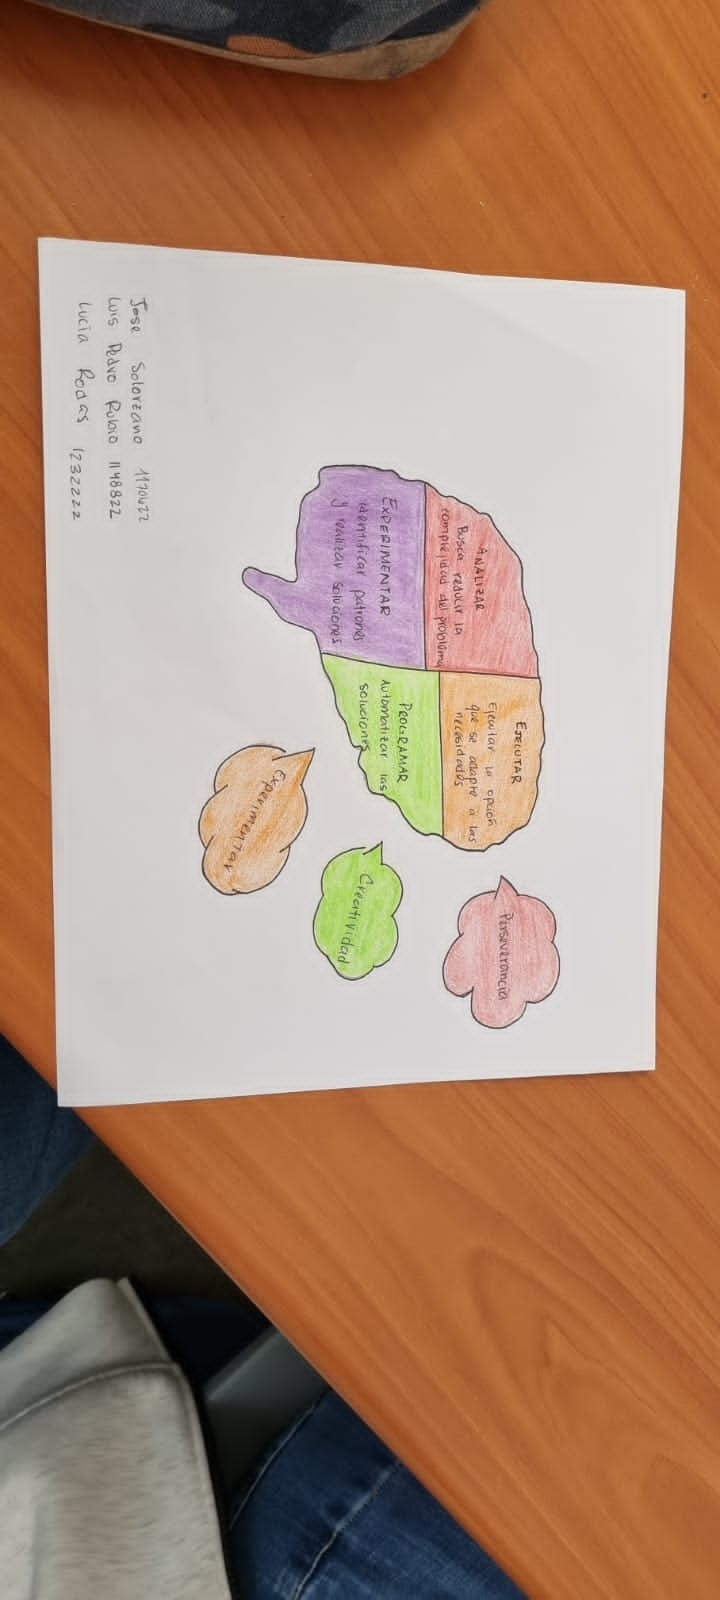 ANALIZAR
Busca reducir la
complejidad del problema
EJECUTAR
Ejecutar la opción
que se adapte a las
necesidades
EXPERIMENTAR
identificar patrones
y realizar soluciones
PROGRAMAR
Automatizar las
soluciones
Perseverancia
Creatividad
Experimentar
Jose Solorzano 1170422
Luis Pedro Rubio 1148822
Lucía Rodas 1232222